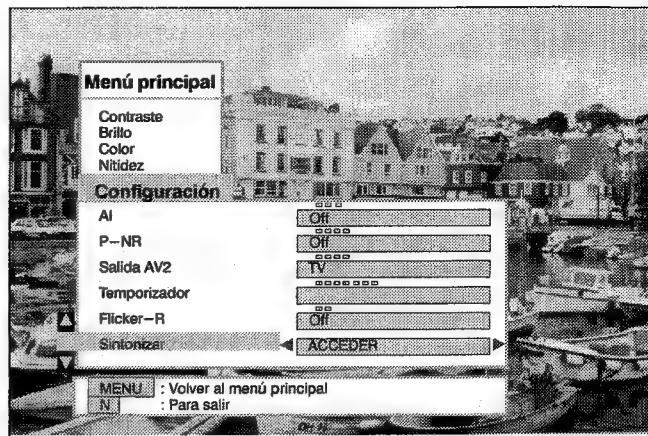 Menú principal
Contraste
Brillo
Color
Nitidez
Configuración
AI Off
P-NR Off
Salida AV2 TV
Temporizador
Flicker-R Off
Sintonizar ACCEDER
MENU : Volver al menú principal
N : Para salir